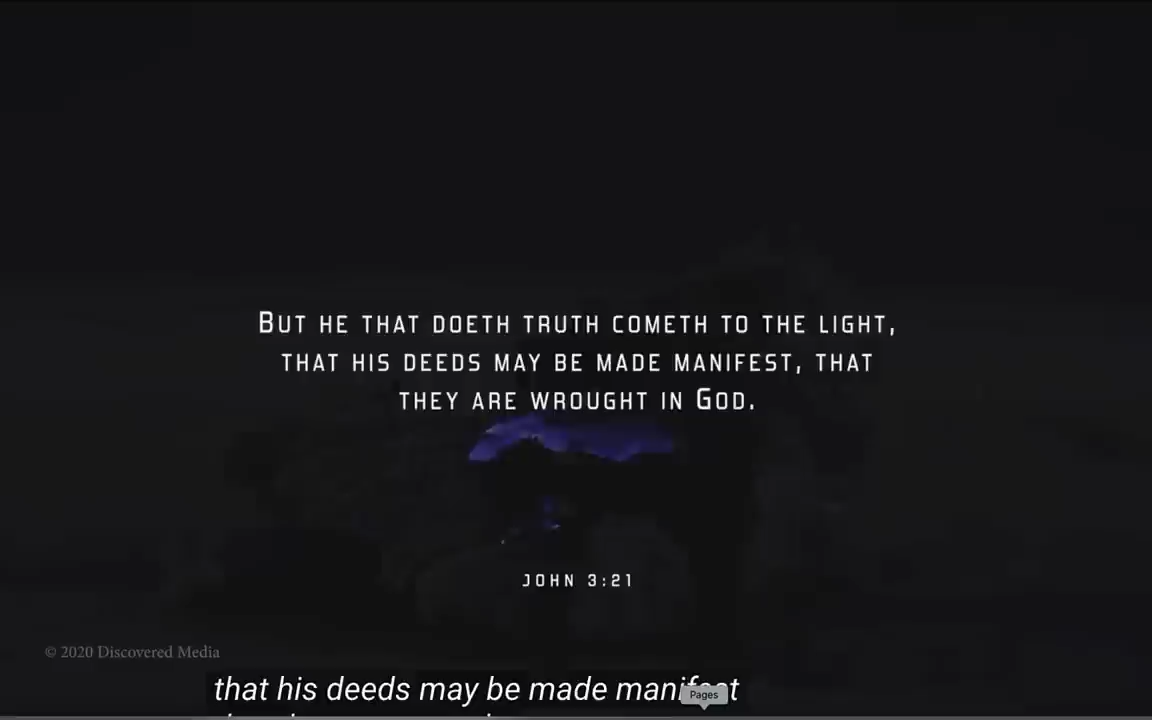 But he that doeth truth cometh to the light,
that his deeds may be made manifest, that
they are wrought in God.
John 3:21
© 2020 Discovered Media
that his deeds may be made manifest
Pages